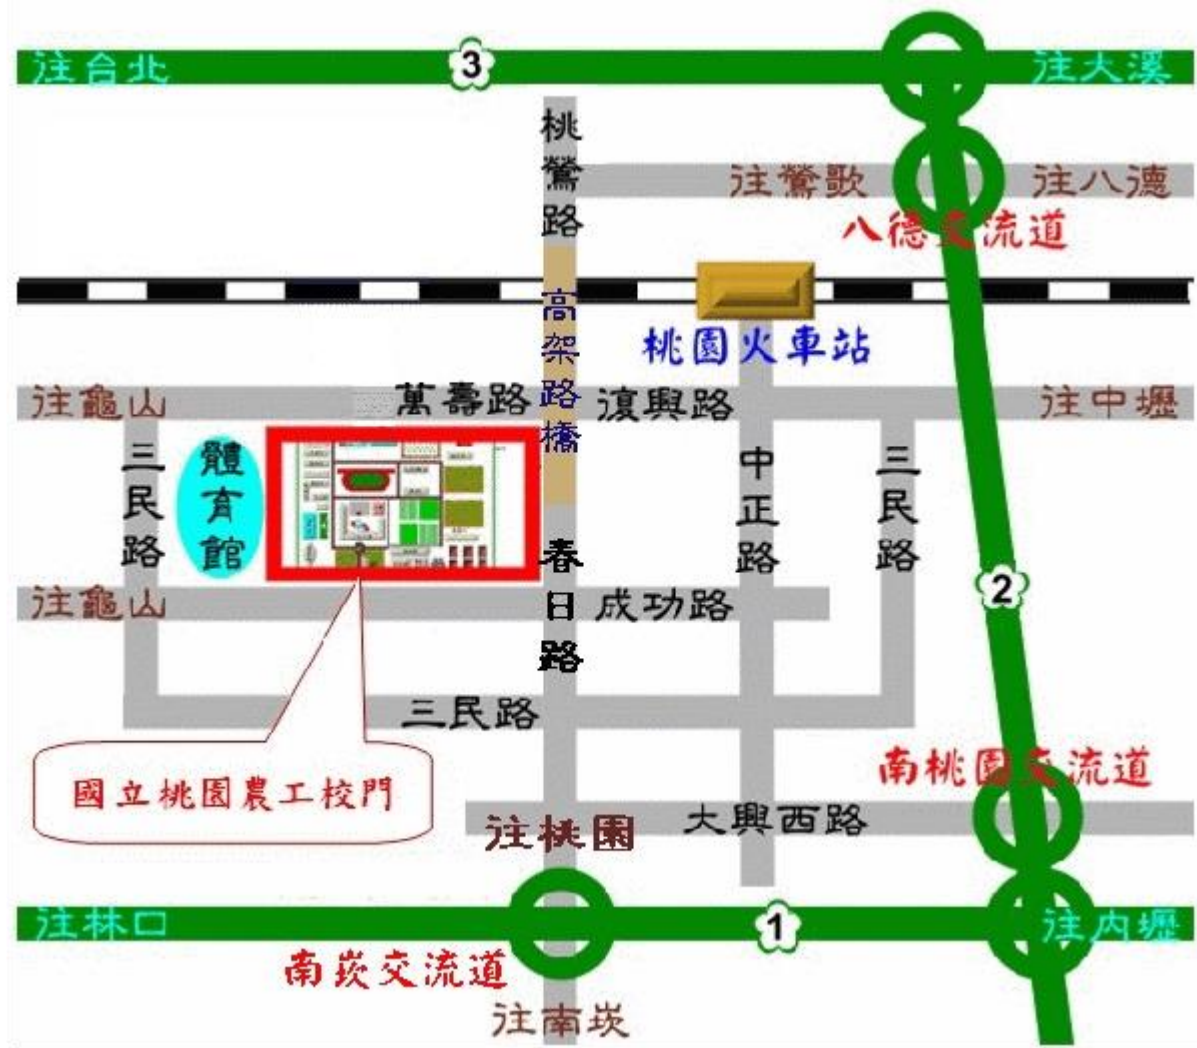 往台北
3
往大溪
桃鶯路
往鶯歌
往八德
八德交流道
高架路橋
桃園火車站
往龜山
萬壽路
復興路
往中壢
三民路
體育館
中正路
三民路
2
往龜山
春日路
成功路
三民路
國立桃園農工校門
南桃園交流道
大興西路
往桃園
往林口
1
往內壢
南崁交流道
往南崁